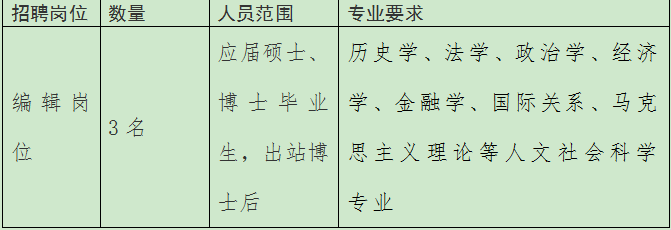 招聘岗位 数量 人员范围 专业要求
编辑岗
位
3名
应届硕士、
博士毕业
生，出站博
士后
历史学、法学、政治学、经济
学、金融学、国际关系、马克
思主义理论等人文社会科学
专业